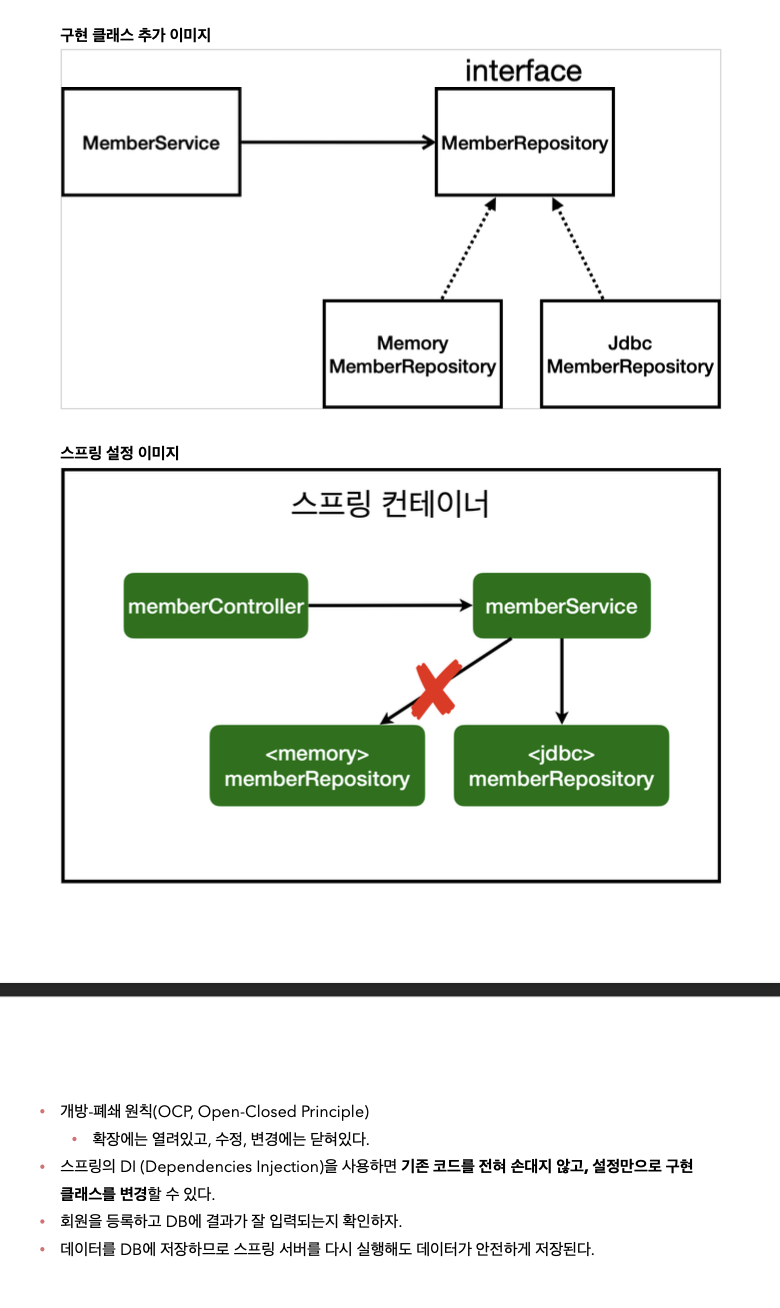 구현 클래스 추가 이미지
interface
MemberService
MemberRepository
Memory
MemberRepository
Jdbc
MemberRepository
스프링 설정 이미지
스프링 컨테이너
memberController
memberService
<memory>
memberRepository
<jdbc>
memberRepository
• 개방-폐쇄 원칙(OCP, Open-Closed Principle)
• 확장에는 열려있고, 수정, 변경에는 닫혀있다.
• 스프링의 DI (Dependencies Injection)을 사용하면 기존 코드를 전혀 손대지 않고, 설정만으로 구현
클래스를 변경할 수 있다.
• 회원을 등록하고 DB에 결과가 잘 입력되는지 확인하자.
• 데이터를 DB에 저장하므로 스프링 서버를 다시 실행해도 데이터가 안전하게 저장된다.